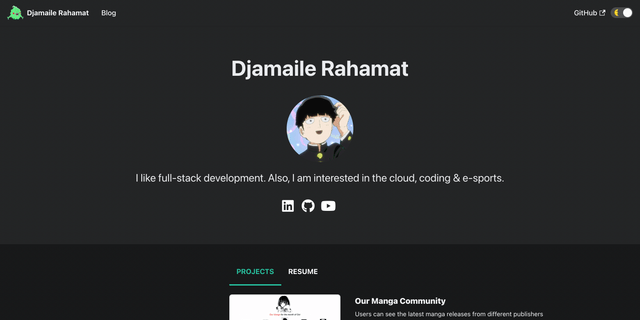 Djamaile Rahamat
Blog
GitHub
Djamaile Rahamat
I like full-stack development. Also, I am interested in the cloud, coding & e-sports.
PROJECTS
RESUME
Our Manga Community
Users can see the latest manga releases from different publishers